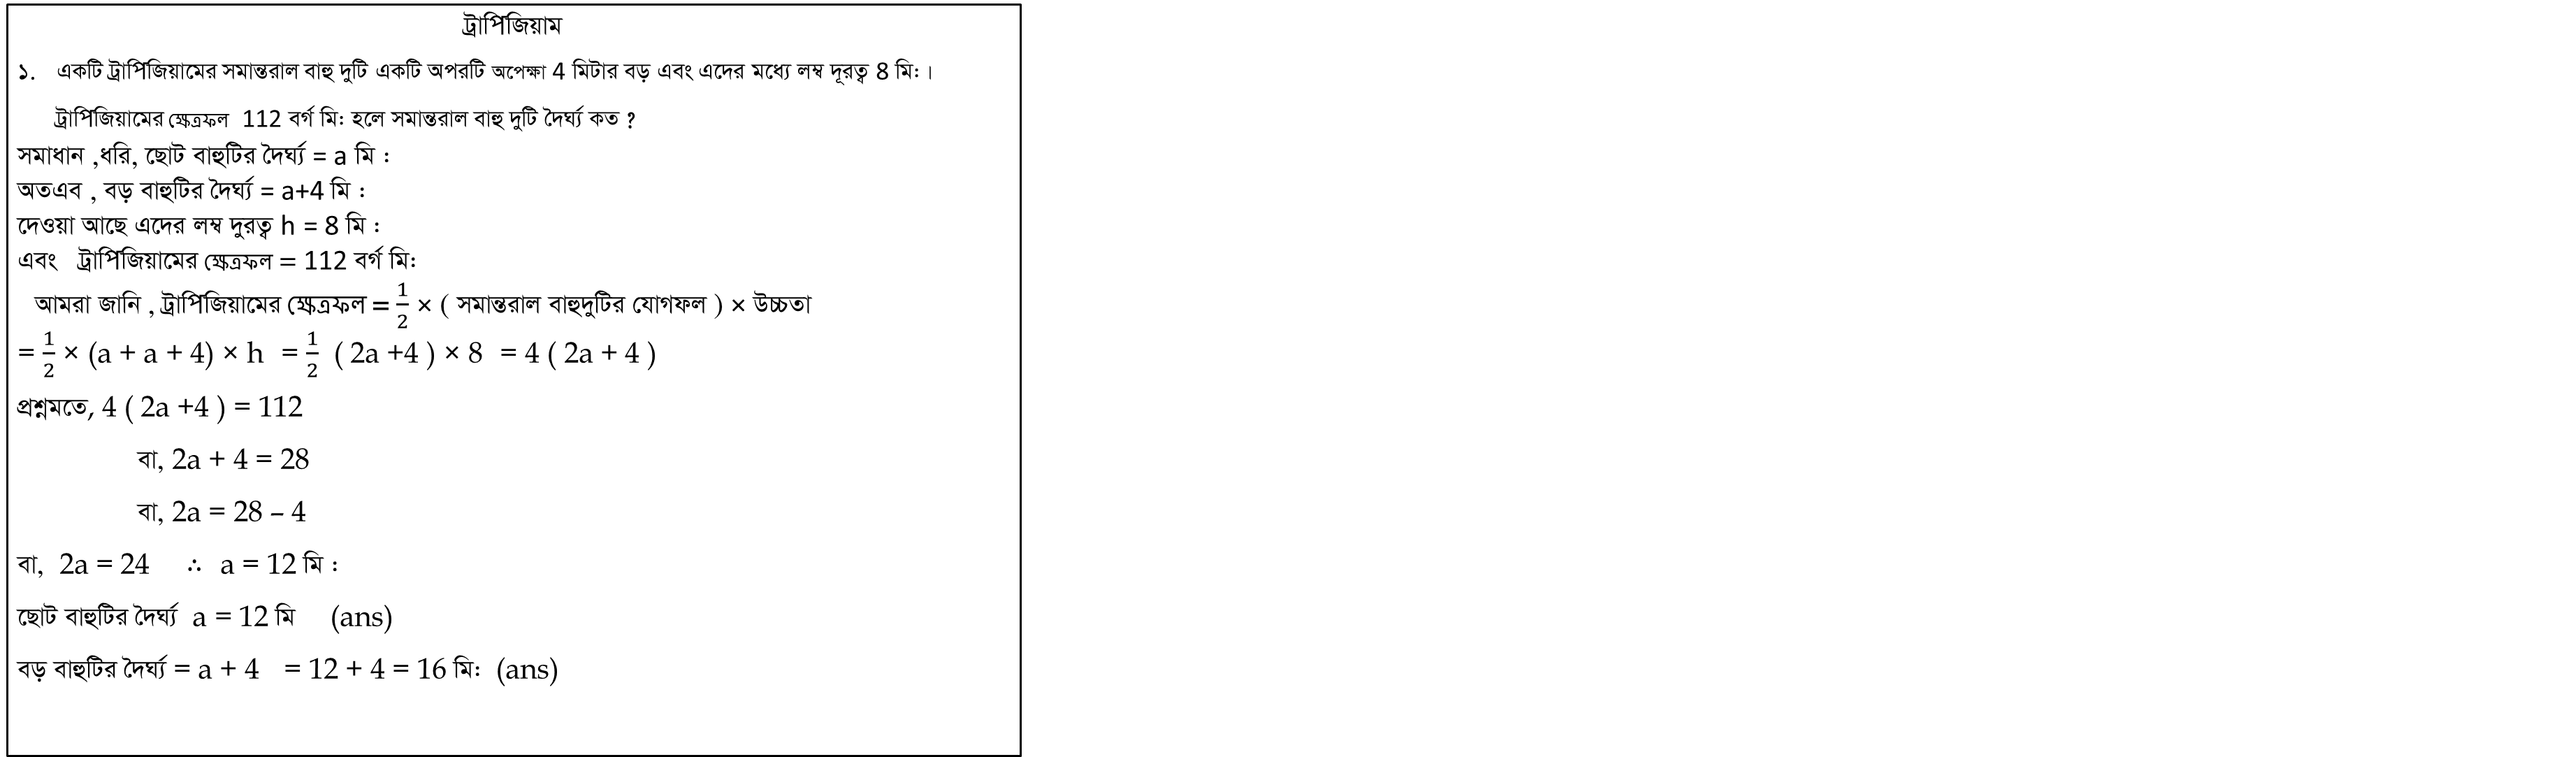 ট্রাপিজিয়াম
১. একটি ট্রাপিজিয়ামের সমান্তরাল বাহু দুটি একটি অপরটি অপেক্ষা 4 মিটার বড় এবং এদের মধ্যে লম্ব দূরত্ব 8 মিঃ।
ট্রাপিজিয়ামের ক্ষেত্রফল 112 বর্গ মিঃ হলে সমান্তরাল বাহু দুটি দৈর্ঘ্য কত ?
সমাধান ,ধরি, ছোট বাহুটির দৈর্ঘ্য = a মি :
অতএব , বড় বাহুটির দৈর্ঘ্য = a+4 মি :
দেওয়া আছে এদের লম্ব দুরত্ব h = 8 মি :
এবং ট্রাপিজিয়ামের ক্ষেত্রফল = 112 বর্গ মিঃ
আমরা জানি , ট্রাপিজিয়ামের ক্ষেত্রফল = 1/2 × ( সমান্তরাল বাহুদুটির যোগফল ) × উচ্চতা
= 1/2 × (a + a + 4) × h = 1/2 ( 2a +4 ) × 8 = 4 ( 2a + 4 )
প্রশ্নমতে, 4 ( 2a +4 ) = 112
বা, 2a + 4 = 28
বা, 2a = 28 – 4
বা, 2a = 24 ∴ a = 12 মি :
ছোট বাহুটির দৈর্ঘ্য a = 12 মি (ans)
বড় বাহুটির দৈর্ঘ্য = a + 4 = 12 + 4 = 16 মিঃ (ans)